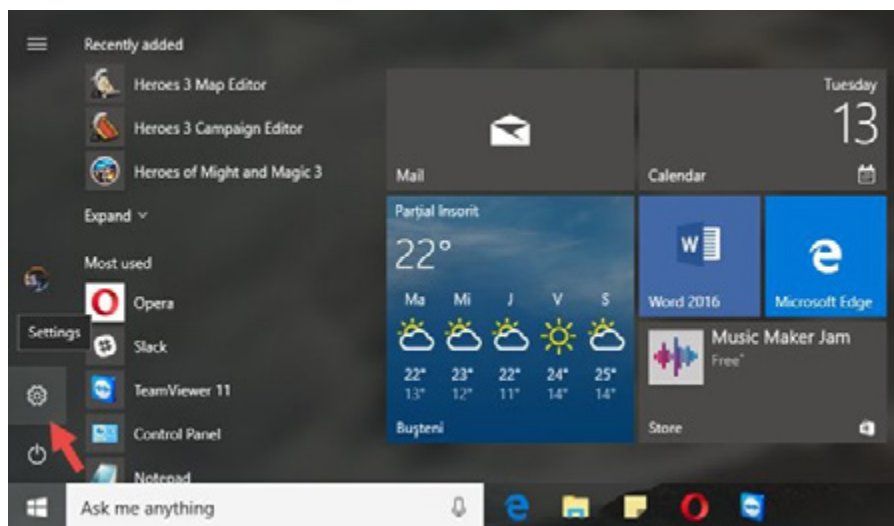 Recently added
Heroes 3 Map Editor
Heroes 3 Campaign Editor
Heroes of Might and Magic 3
Expand
Most used
Opera
Settings
Slack
TeamViewer 11
Control Panel
Notepad
Ask me anything
Mail
Tuesday
13
Calendar
Parțial Insorit
22°
Ma Mi J V S
22° 23° 22° 24° 25°
13° 12° 11° 14° 14°
Bușteni
Word 2016
Microsoft Edge
Music Maker Jam
Free*
Store